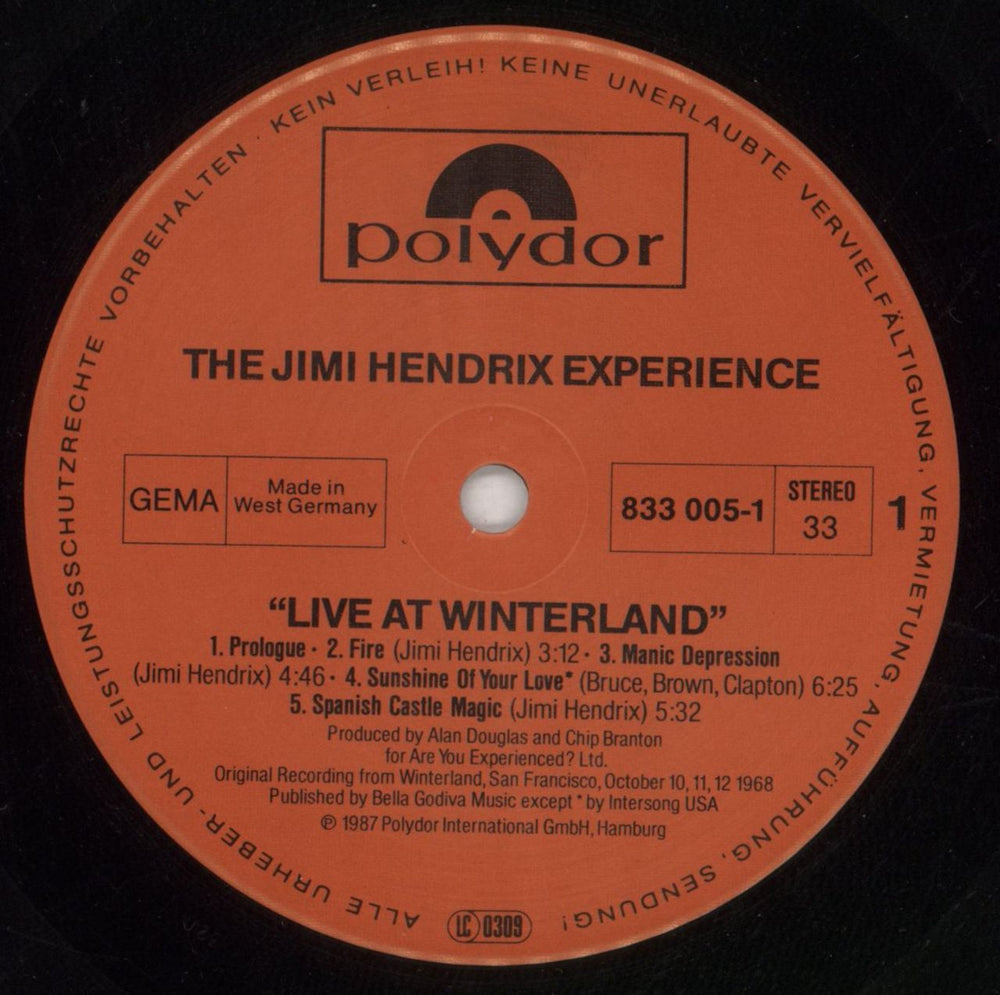 ALLE URHEBER- UND LEISTUNGSSCHUTZRECHTE VORBEHALTEN · KEIN VERLEIH! KEINE UNERLAUBTE VERVIELFÄLTIGUNG, VERMIETUNG, AUFFÜHRUNG, SENDUNG!
polydor
THE JIMI HENDRIX EXPERIENCE
GEMA
Made in
West Germany
833 005-1
STEREO
33
1
“LIVE AT WINTERLAND”
1. Prologue · 2. Fire (Jimi Hendrix) 3:12 · 3. Manic Depression
(Jimi Hendrix) 4:46 · 4. Sunshine Of Your Love* (Bruce, Brown, Clapton) 6:25
5. Spanish Castle Magic (Jimi Hendrix) 5:32
Produced by Alan Douglas and Chip Branton
for Are You Experienced? Ltd.
Original Recording from Winterland, San Francisco, October 10, 11, 12 1968
Published by Bella Godiva Music except * by Intersong USA
℗ 1987 Polydor International GmbH, Hamburg
LC 0309